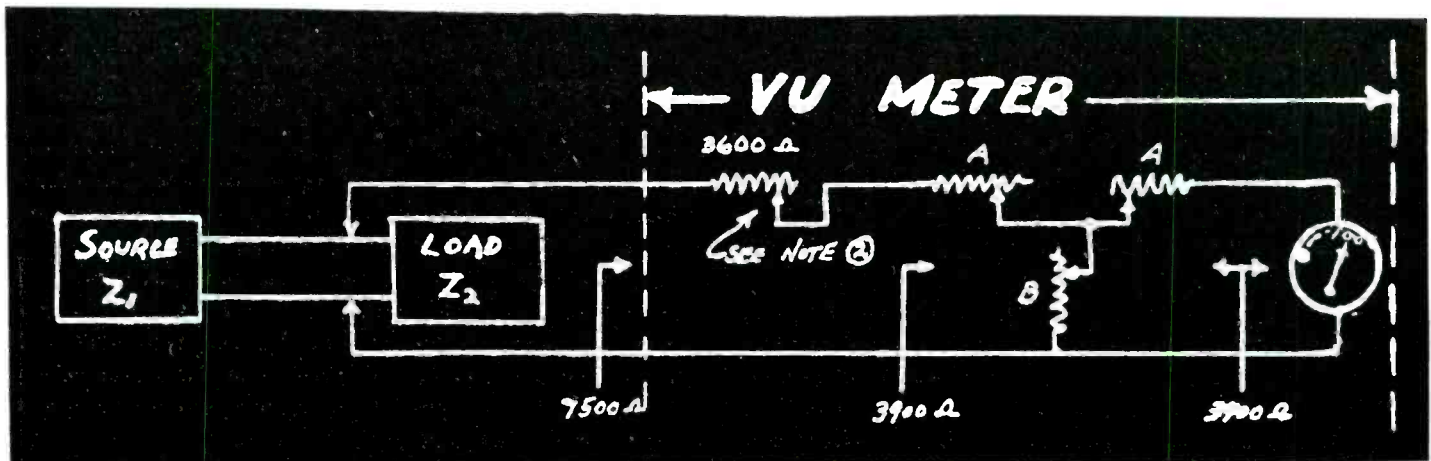 VU METER
3600 Ω
A
A
SOURCE
Z₁
LOAD
Z₂
SEE NOTE ②
B
7500 Ω
3900 Ω
3900 Ω